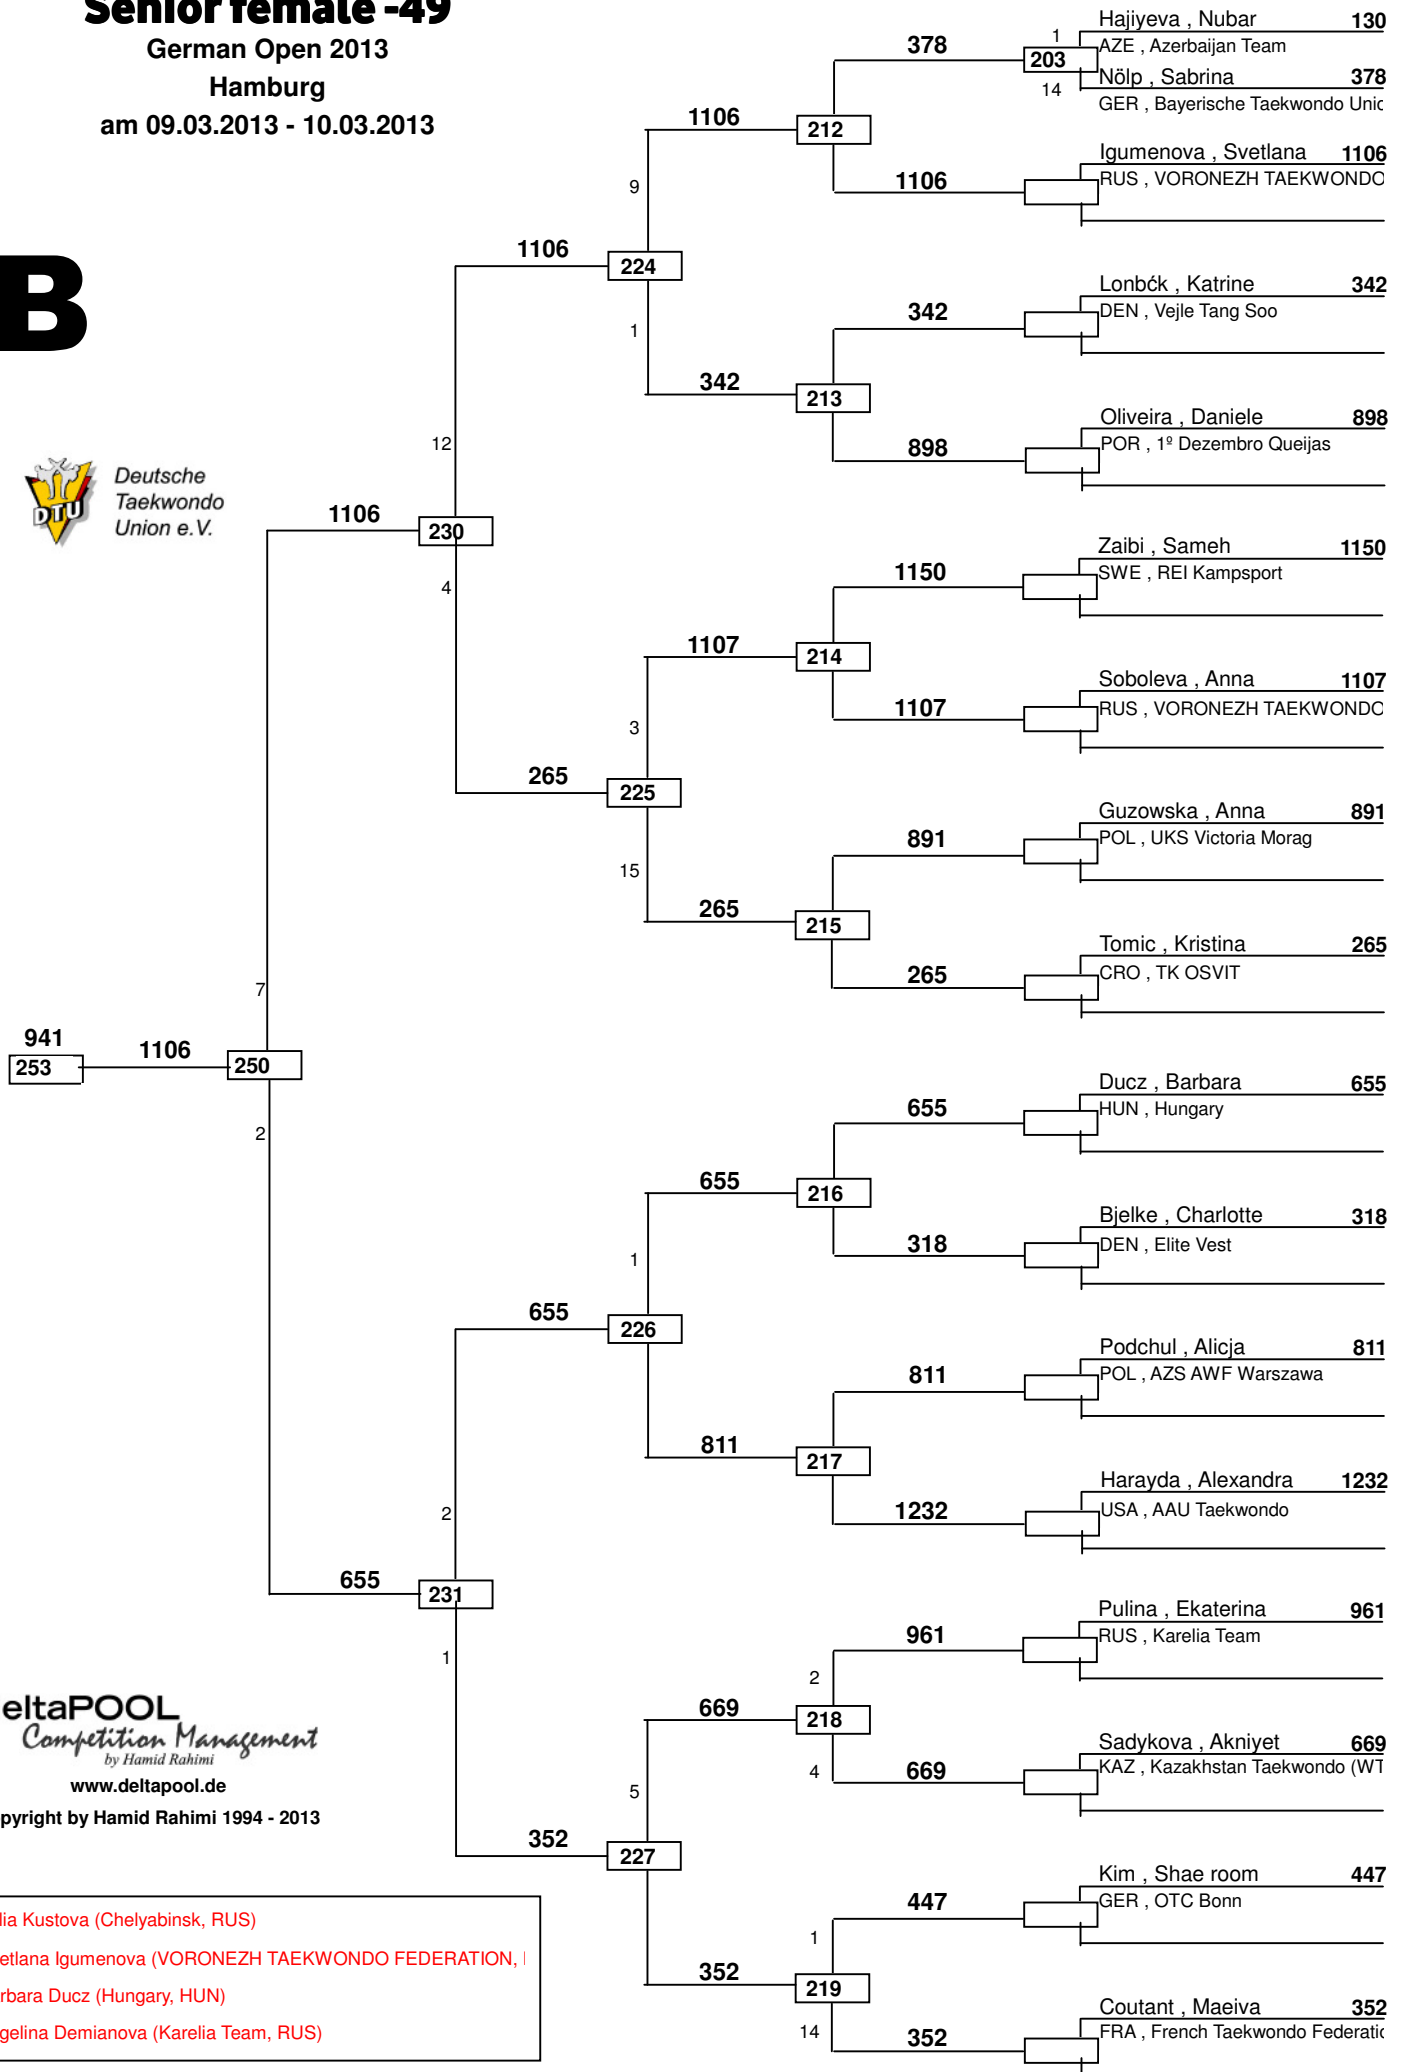 Senior female -49
German Open 2013
Hamburg
am 09.03.2013 - 10.03.2013
B
DTU
Deutsche
Taekwondo
Union e.V.
Hajiyeva , Nubar 130
1
AZE , Azerbaijan Team
378
203
Nölp , Sabrina 378
14
GER , Bayerische Taekwondo Unic
1106
212
Igumenova , Svetlana 1106
RUS , VORONEZH TAEKWONDO
1106
9
1106
224
Lonbćk , Katrine 342
DEN , Vejle Tang Soo
342
1
342
213
Oliveira , Daniele 898
POR , 1º Dezembro Queijas
898
12
1106
230
Zaibi , Sameh 1150
SWE , REI Kampsport
1150
4
1107
214
Soboleva , Anna 1107
RUS , VORONEZH TAEKWONDO
1107
3
265
225
Guzowska , Anna 891
POL , UKS Victoria Morag
891
15
265
215
Tomic , Kristina 265
CRO , TK OSVIT
265
7
941
253
1106
250
2
Ducz , Barbara 655
HUN , Hungary
655
655
216
Bjelke , Charlotte 318
DEN , Elite Vest
318
1
655
226
Podchul , Alicja 811
POL , AZS AWF Warszawa
811
811
217
Harayda , Alexandra 1232
USA , AAU Taekwondo
1232
2
655
231
1
Pulina , Ekaterina 961
RUS , Karelia Team
961
2
669
218
4
Sadykova , Akniyet 669
KAZ , Kazakhstan Taekwondo (WT
669
5
352
227
Kim , Shae room 447
GER , OTC Bonn
447
1
352
219
14
Coutant , Maeiva 352
FRA , French Taekwondo Federatic
352
eltaPOOL
Competition Management
by Hamid Rahimi
www.deltapool.de
pyright by Hamid Rahimi 1994 - 2013
lia Kustova (Chelyabinsk, RUS)
etlana Igumenova (VORONEZH TAEKWONDO FEDERATION,
rbara Ducz (Hungary, HUN)
gelina Demianova (Karelia Team, RUS)